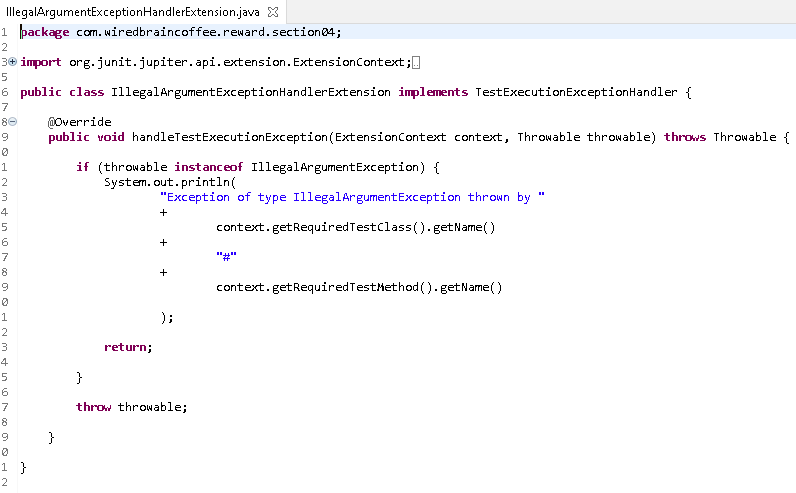 IllegalArgumentExceptionHandlerExtension.java
1 package com.wiredbraincoffee.reward.section04;
2
3 import org.junit.jupiter.api.extension.ExtensionContext;
5
6 public class IllegalArgumentExceptionHandlerExtension implements TestExecutionExceptionHandler {
7
8 @Override
9 public void handleTestExecutionException(ExtensionContext context, Throwable throwable) throws Throwable {
0
1 if (throwable instanceof IllegalArgumentException) {
2 System.out.println(
3 "Exception of type IllegalArgumentException thrown by "
4 +
5 context.getRequiredTestClass().getName()
6 +
7 "#"
8 +
9 context.getRequiredTestMethod().getName()
0
1 );
2
3 return;
4
5 }
6
7 throw throwable;
8
9 }
0
1 }
2